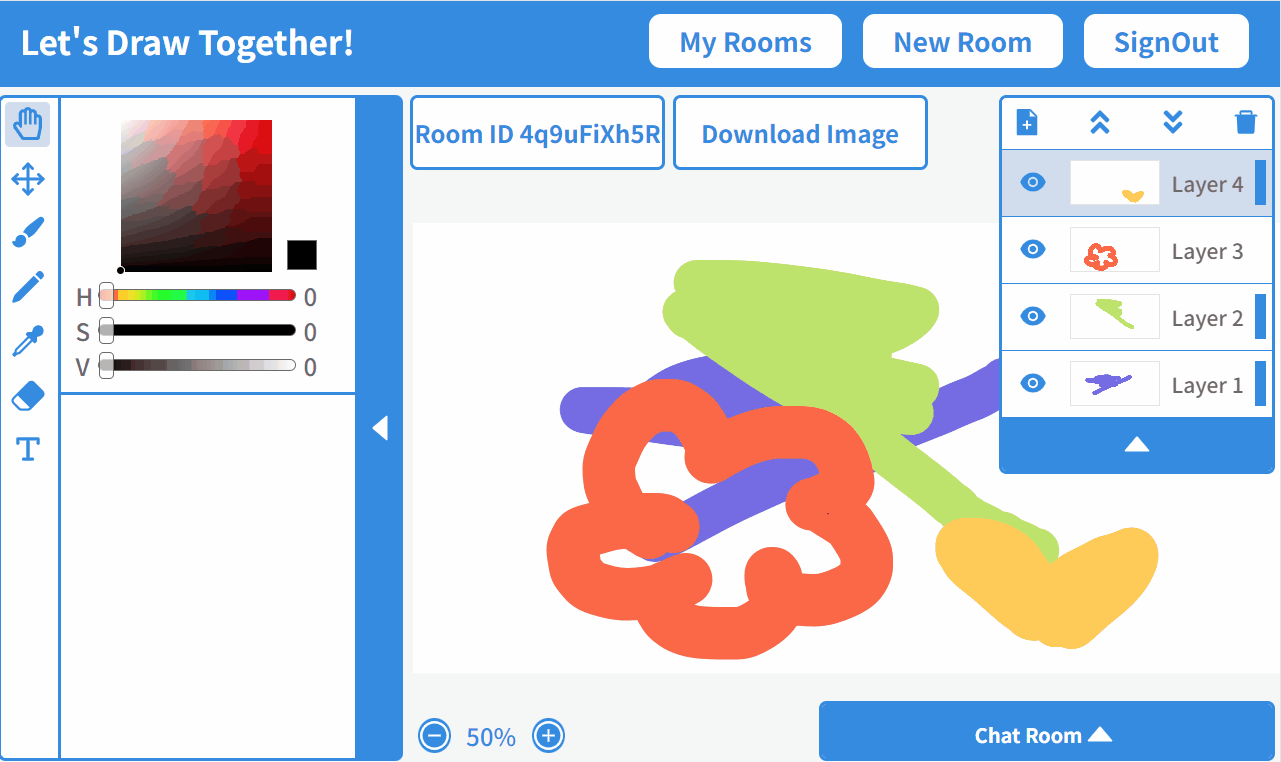 Let's Draw Together!
My Rooms
New Room
SignOut
Room ID 4q9uFiXh5R
Download Image
H 0
S 0
V 0
T
Layer 4
Layer 3
Layer 2
Layer 1
50%
Chat Room